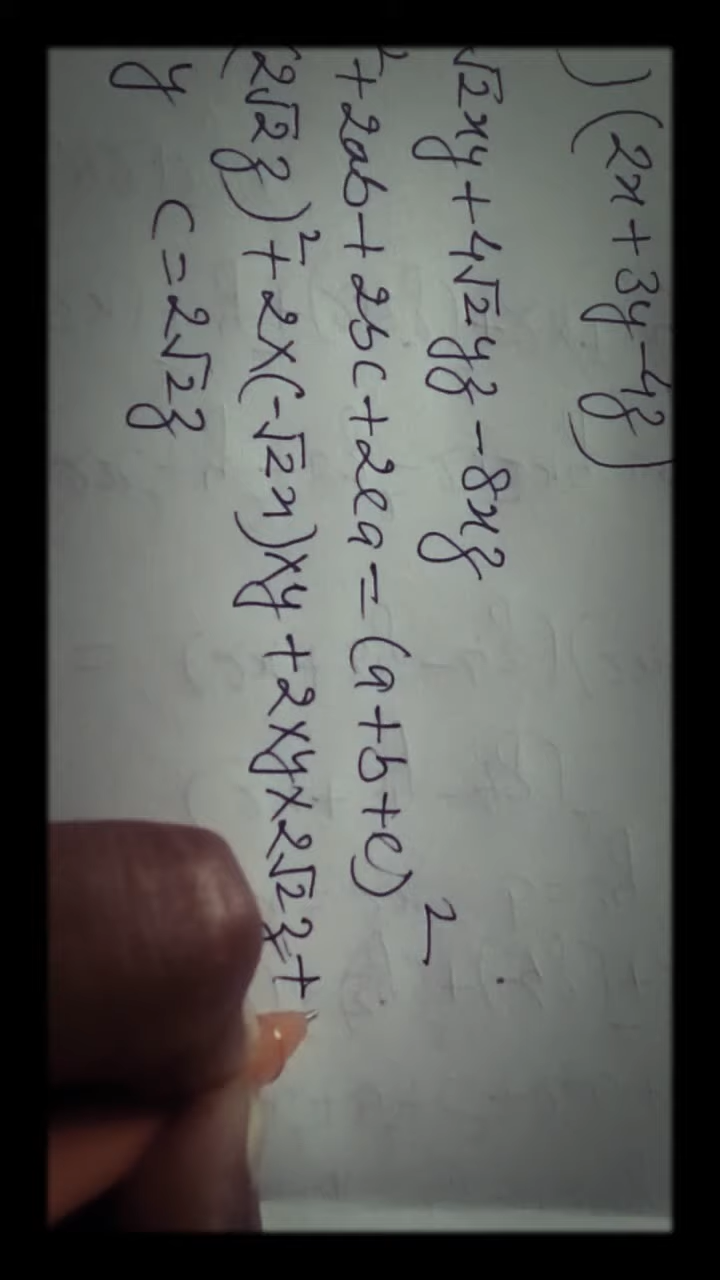 ) (2x + 3y - 4z)
√2xy + 4√2yz - 8xz
² + 2ab + 2bc + 2ca = (a + b + c)²
(2√2z)² + 2×(-√2x)×y + 2×y×2√2z +
y c = 2√2z